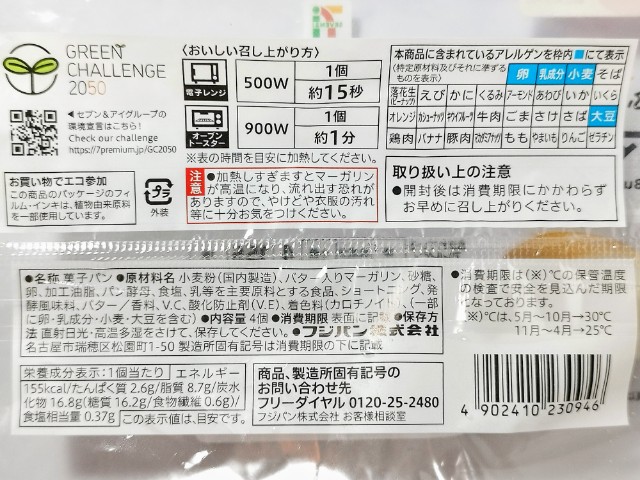 GREEN
CHALLENGE
2050
◀セブン&アイグループの
環境宣言はこちら!
Check our challenge
https://7premium.jp/GC2050
お買い物でエコ参加
この商品のパッケージのフィ
ルム・インキは、植物由来原料
を一部使用しています。
プラ
外装
〈おいしい召し上がり方〉
電子レンジ 500W 1個 約15秒
オーブントースター 900W 1個 約1分
※表の時間を目安に加熱してください。
注意
●加熱しすぎますとマーガリン
が高温になり、流れ出す恐れが
ありますので、やけどや衣服の汚れ
等に十分お気をつけください。
本商品に含まれているアレルゲンを枠内■にて表示
(特定原材料及びそれに準ずるものを表示) 卵 乳成分 小麦 そば
落花生(ピーナッツ) えび かに くるみ アーモンド あわび いか いくら
オレンジ カシューナッツ キウイフルーツ 牛肉 ごま さけ さば 大豆
鶏肉 バナナ 豚肉 マカダミアナッツ もも やまいも りんご ゼラチン
取り扱い上の注意
●開封後は消費期限にかかわらず
お早めに召し上がりください。
●名称 菓子パン ●原材料名 小麦粉(国内製造)、バター入りマーガリン、砂糖、
卵、加工油脂、パン酵母、食塩、乳等を主要原料とする食品、ショートニング、発
酵風味料、バター/香料、V.C、酸化防止剤(V.E)、着色料(カロチノイド)、(一部
に卵・乳成分・小麦・大豆を含む) ●内容量 4個 ●消費期限 表面に記載 ●保存方
法 直射日光・高温多湿をさけて、保存してください。 ●フジパン株式会社
名古屋市瑞穂区松園町1-50 製造所固有記号は消費期限の下に記載
●消費期限は(※)℃の保管温度
の検査で安全を見込んだ期限
となっております。
※)℃は、5月~10月→30℃
11月~4月→25℃
栄養成分表示:1個当たり エネルギー
155kcal/たんぱく質 2.6g/脂質 8.7g/炭水
化物 16.8g(糖質 16.2g/食物繊維 0.6g)/
食塩相当量 0.37g この表示値は、目安です。
商品、製造所固有記号の
お問い合わせ先
フリーダイヤル 0120-25-2480
フジパン株式会社 お客様相談室
4 902410 230946